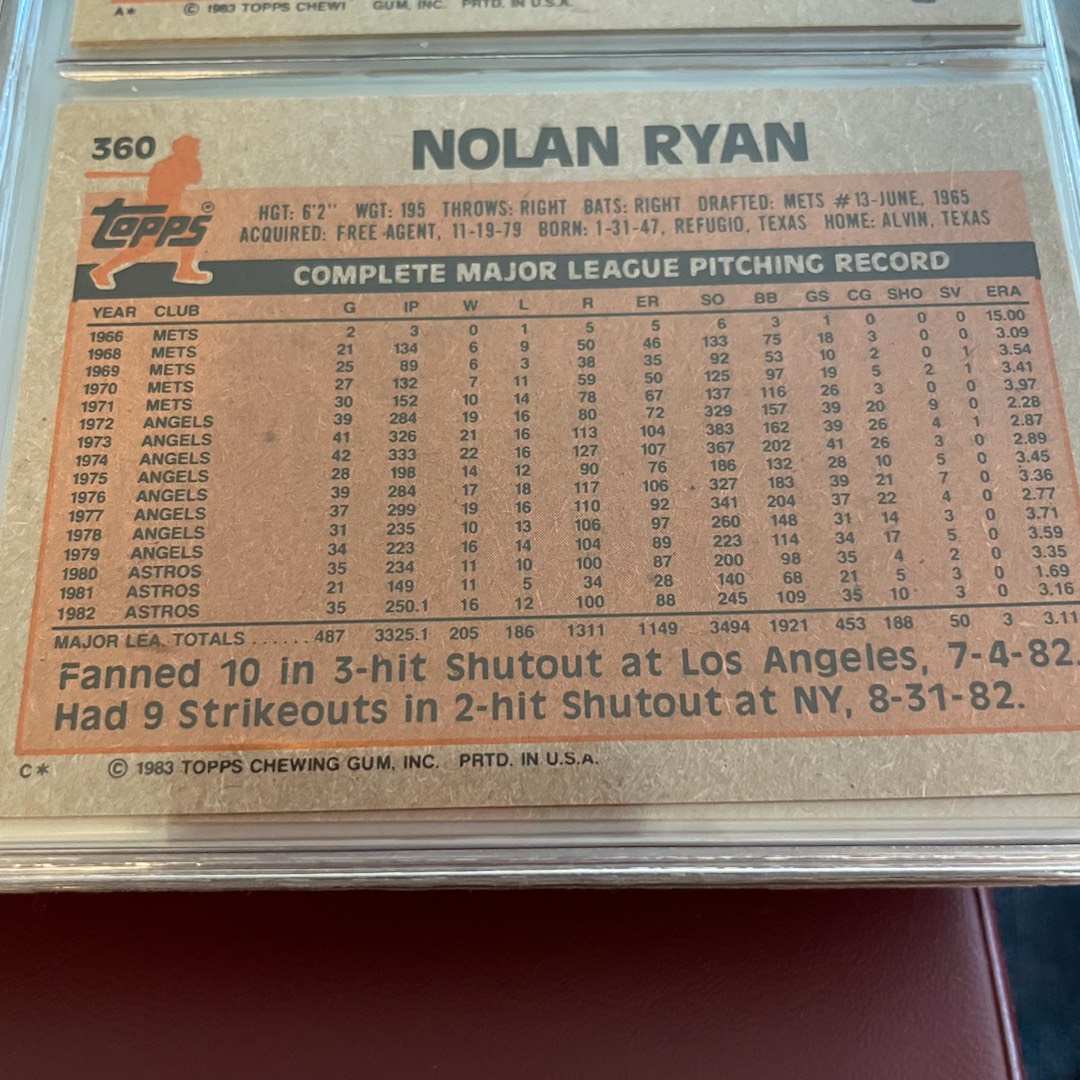 A* © 1983 TOPPS CHEWI GUM, INC. PRTD. IN U.S.A.
360 NOLAN RYAN
TOPPS ®
HGT: 6'2" WGT: 195 THROWS: RIGHT BATS: RIGHT DRAFTED: METS #13-JUNE, 1965
ACQUIRED: FREE AGENT, 11-19-79 BORN: 1-31-47, REFUGIO, TEXAS HOME: ALVIN, TEXAS
COMPLETE MAJOR LEAGUE PITCHING RECORD
YEAR CLUB G IP W L R ER SO BB GS CG SHO SV ERA
1966 METS 2 3 0 1 5 5 6 3 1 0 0 0 15.00
1968 METS 21 134 6 9 50 46 133 75 18 3 0 0 3.09
1969 METS 25 89 6 3 38 35 92 53 10 2 0 1 3.54
1970 METS 27 132 7 11 59 50 125 97 19 5 2 1 3.41
1971 METS 30 152 10 14 78 67 137 116 26 3 0 0 3.97
1972 ANGELS 39 284 19 16 80 72 329 157 39 20 9 0 2.28
1973 ANGELS 41 326 21 16 113 104 383 162 39 26 4 1 2.87
1974 ANGELS 42 333 22 16 127 107 367 202 41 26 3 0 2.89
1975 ANGELS 28 198 14 12 90 76 186 132 28 10 5 0 3.45
1976 ANGELS 39 284 17 18 117 106 327 183 39 21 7 0 3.36
1977 ANGELS 37 299 19 16 110 92 341 204 37 22 4 0 2.77
1978 ANGELS 31 235 10 13 106 97 260 148 31 14 3 0 3.71
1979 ANGELS 34 223 16 14 104 89 223 114 34 17 5 0 3.59
1980 ASTROS 35 234 11 10 100 87 200 98 35 4 2 0 3.35
1981 ASTROS 21 149 11 5 34 28 140 68 21 5 3 0 1.69
1982 ASTROS 35 250.1 16 12 100 88 245 109 35 10 3 0 3.16
MAJOR LEA. TOTALS ...... 487 3325.1 205 186 1311 1149 3494 1921 453 188 50 3 3.11
Fanned 10 in 3-hit Shutout at Los Angeles, 7-4-82.
Had 9 Strikeouts in 2-hit Shutout at NY, 8-31-82.
C* © 1983 TOPPS CHEWING GUM, INC. PRTD. IN U.S.A.